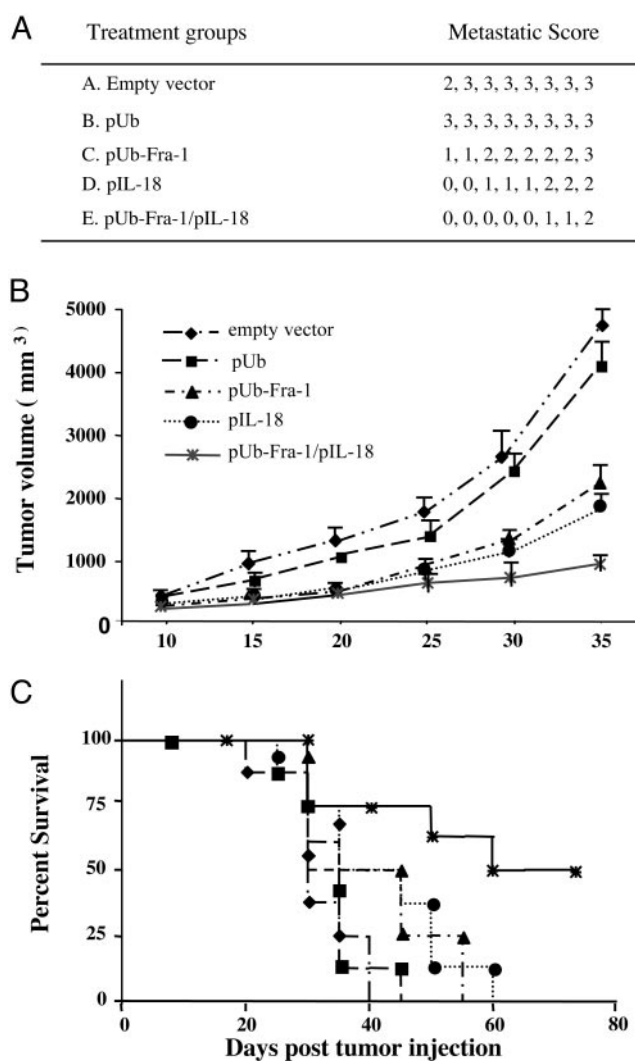 A
Treatment groups Metastatic Score
A. Empty vector 2, 3, 3, 3, 3, 3, 3, 3
B. pUb 3, 3, 3, 3, 3, 3, 3, 3
C. pUb-Fra-1 1, 1, 2, 2, 2, 2, 2, 3
D. pIL-18 0, 0, 1, 1, 1, 2, 2, 2
E. pUb-Fra-1/pIL-18 0, 0, 0, 0, 0, 1, 1, 2
B
Tumor volume ( mm 3 )
5000
4000
3000
2000
1000
0
empty vector
pUb
pUb-Fra-1
pIL-18
pUb-Fra-1/pIL-18
10 15 20 25 30 35
C
Percent Survival
100
75
50
25
0
0 20 40 60 80
Days post tumor injection